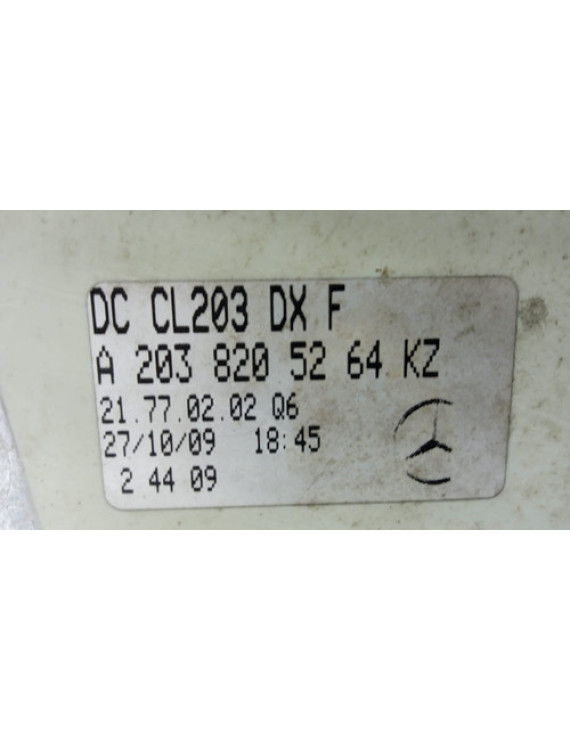 DC CL203 DX F
A 203 820 52 64 KZ
21.77.02.02 Q6
27/10/09 18:45
2 44 09